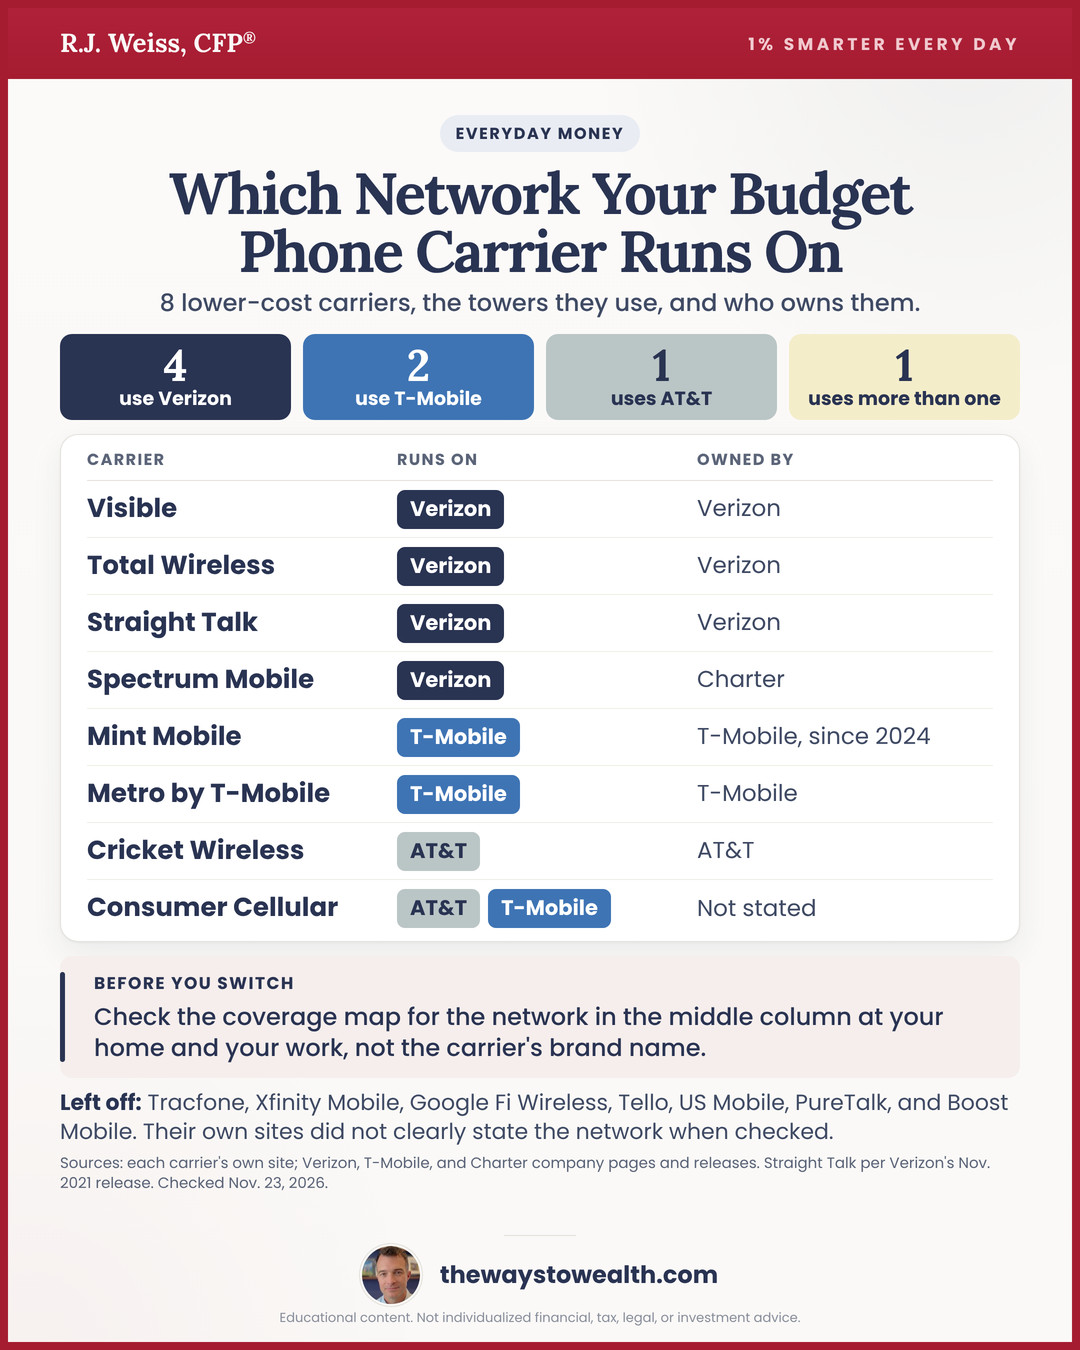 R.J. Weiss, CFP®
1% SMARTER EVERY DAY
EVERYDAY MONEY
Which Network Your Budget
Phone Carrier Runs On
8 lower-cost carriers, the towers they use, and who owns them.
4
use Verizon
2
use T-Mobile
1
uses AT&T
1
uses more than one
CARRIER RUNS ON OWNED BY
Visible Verizon Verizon
Total Wireless Verizon Verizon
Straight Talk Verizon Verizon
Spectrum Mobile Verizon Charter
Mint Mobile T-Mobile T-Mobile, since 2024
Metro by T-Mobile T-Mobile T-Mobile
Cricket Wireless AT&T AT&T
Consumer Cellular AT&T T-Mobile Not stated
BEFORE YOU SWITCH
Check the coverage map for the network in the middle column at your
home and your work, not the carrier's brand name.
Left off: Tracfone, Xfinity Mobile, Google Fi Wireless, Tello, US Mobile, PureTalk, and Boost
Mobile. Their own sites did not clearly state the network when checked.
Sources: each carrier's own site; Verizon, T-Mobile, and Charter company pages and releases. Straight Talk per Verizon's Nov.
2021 release. Checked Nov. 23, 2026.
thewaystowealth.com
Educational content. Not individualized financial, tax, legal, or investment advice.